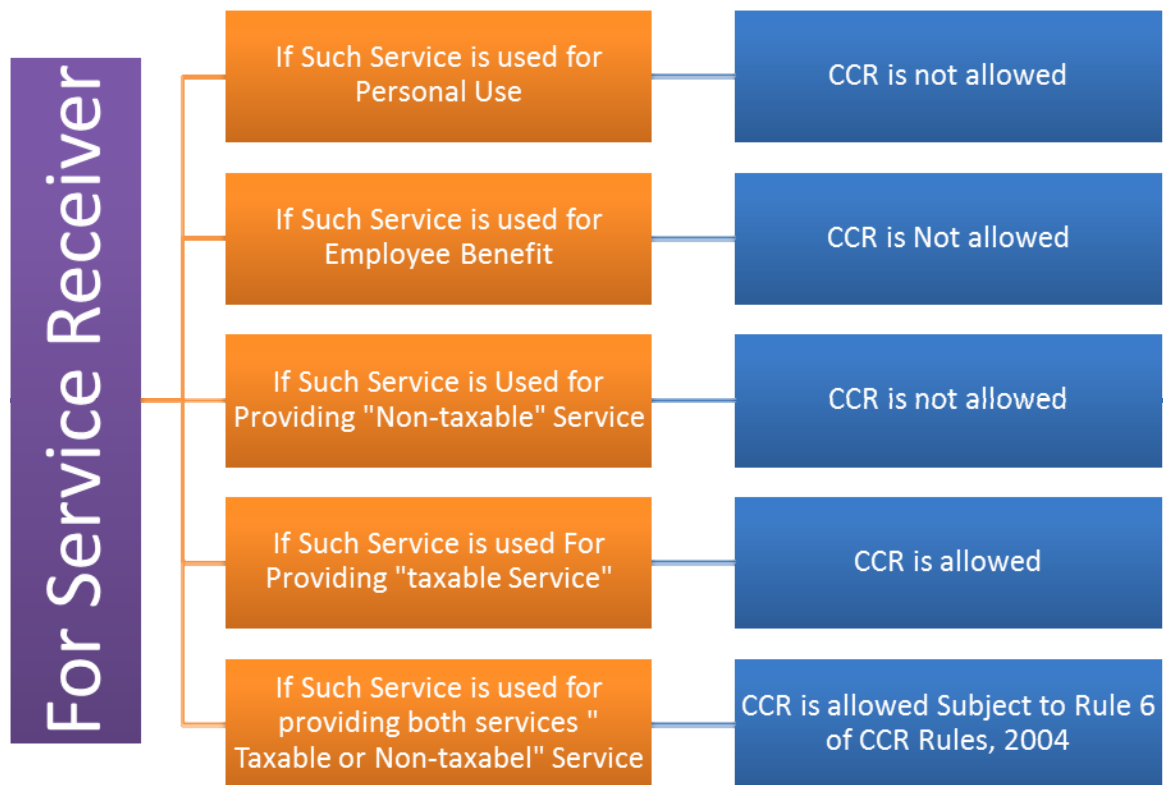 For Service Receiver
If Such Service is used for
Personal Use
CCR is not allowed
If Such Service is used for
Employee Benefit
CCR is Not allowed
If Such Service is Used for
Providing "Non-taxable" Service
CCR is not allowed
If Such Service is used For
Providing "taxable Service"
CCR is allowed
If Such Service is used for
providing both services "
Taxable or Non-taxabel" Service
CCR is allowed Subject to Rule 6
of CCR Rules, 2004